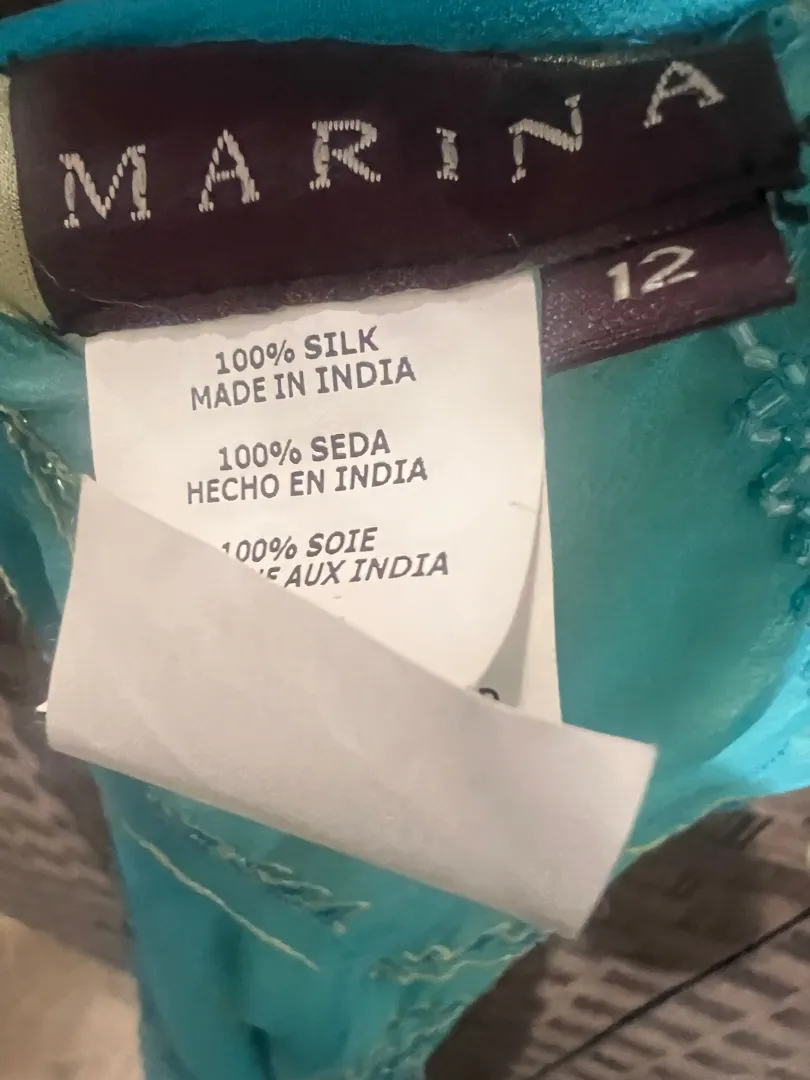 MARINA
12
100% SILK
MADE IN INDIA
100% SEDA
HECHO EN INDIA
100% SOIE
AUX INDIA